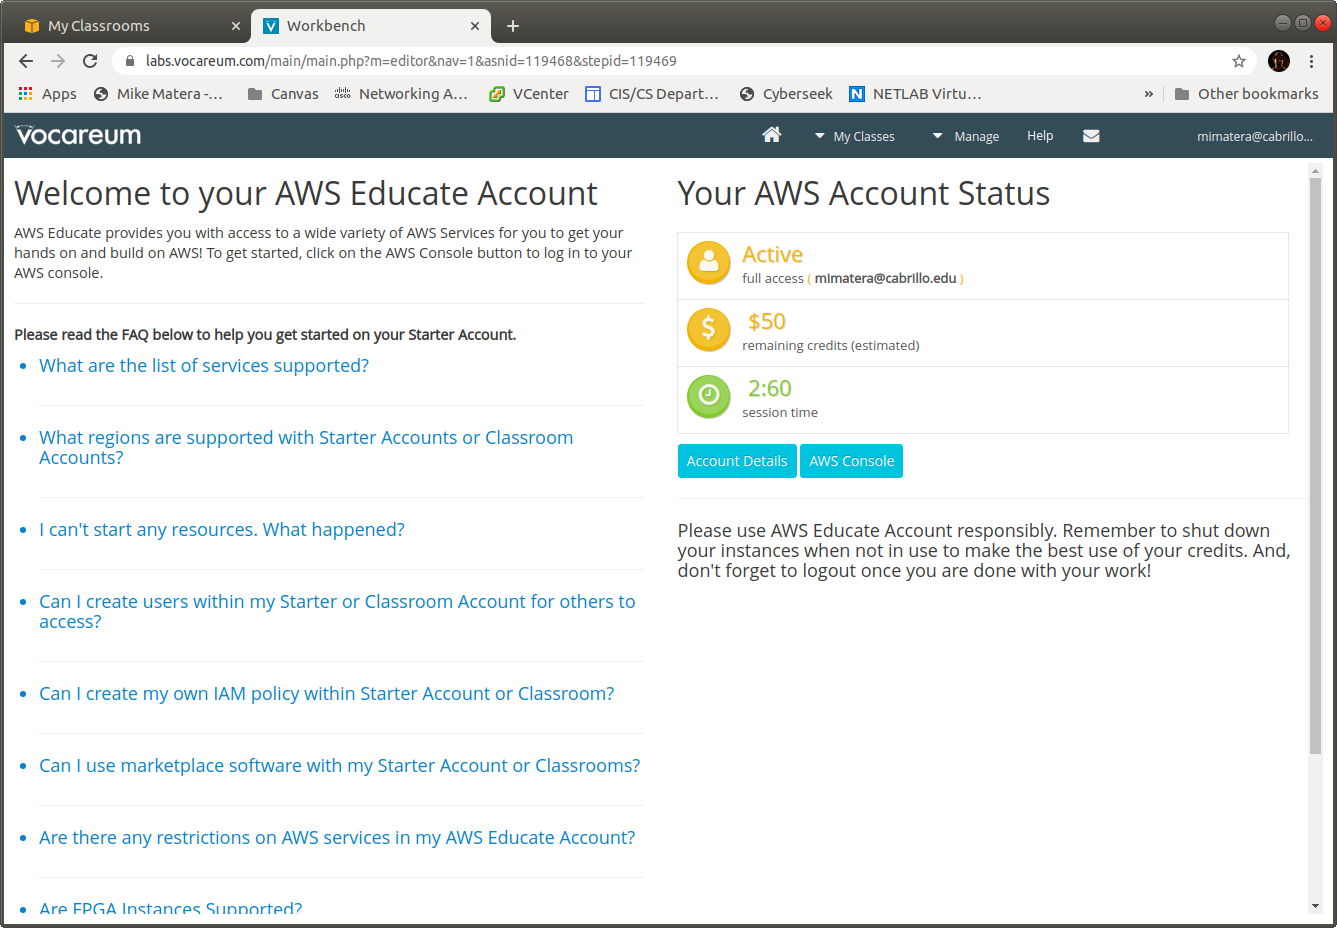 My Classrooms
Workbench
labs.vocareum.com/main/main.php?m=editor&nav=1&asnid=119468&stepid=119469
Apps
Mike Matera -...
Canvas
Networking A...
VCenter
CIS/CS Depart...
Cyberseek
NETLAB Virtu...
»
Other bookmarks
vocareum
My Classes
Manage
Help
mimatera@cabrillo...
Welcome to your AWS Educate Account
AWS Educate provides you with access to a wide variety of AWS Services for you to get your
hands on and build on AWS! To get started, click on the AWS Console button to log in to your
AWS console.
Please read the FAQ below to help you get started on your Starter Account.
What are the list of services supported?
What regions are supported with Starter Accounts or Classroom
Accounts?
I can't start any resources. What happened?
Can I create users within my Starter or Classroom Account for others to
access?
Can I create my own IAM policy within Starter Account or Classroom?
Can I use marketplace software with my Starter Account or Classrooms?
Are there any restrictions on AWS services in my AWS Educate Account?
Are FPGA Instances Supported?
Your AWS Account Status
Active
full access ( mimatera@cabrillo.edu )
$50
remaining credits (estimated)
2:60
session time
Account Details
AWS Console
Please use AWS Educate Account responsibly. Remember to shut down
your instances when not in use to make the best use of your credits. And,
don't forget to logout once you are done with your work!